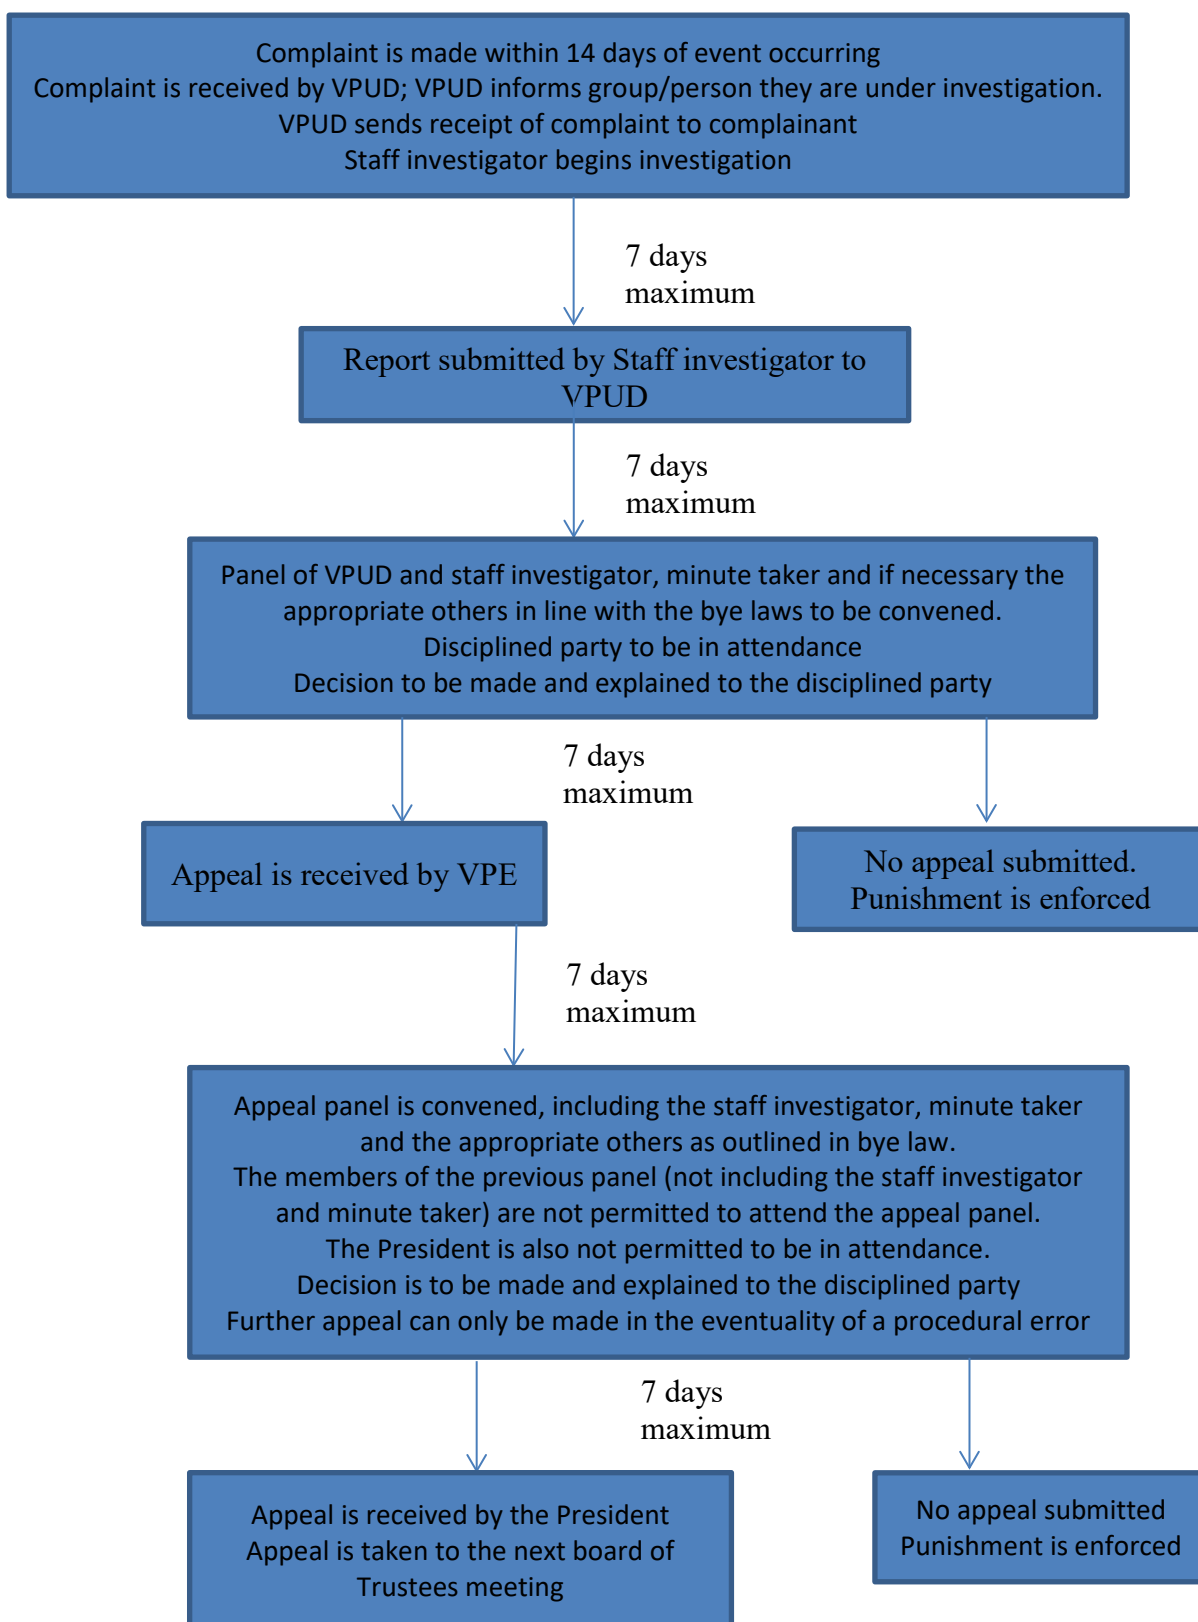 Complaint is made within 14 days of event occurring
Complaint is received by VPUD; VPUD informs group/person they are under investigation.
VPUD sends receipt of complaint to complainant
Staff investigator begins investigation
7 days
maximum
Report submitted by Staff investigator to
VPUD
7 days
maximum
Panel of VPUD and staff investigator, minute taker and if necessary the
appropriate others in line with the bye laws to be convened.
Disciplined party to be in attendance
Decision to be made and explained to the disciplined party
7 days
maximum
Appeal is received by VPE
No appeal submitted.
Punishment is enforced
7 days
maximum
Appeal panel is convened, including the staff investigator, minute taker
and the appropriate others as outlined in bye law.
The members of the previous panel (not including the staff investigator
and minute taker) are not permitted to attend the appeal panel.
The President is also not permitted to be in attendance.
Decision is to be made and explained to the disciplined party
Further appeal can only be made in the eventuality of a procedural error
7 days
maximum
Appeal is received by the President
Appeal is taken to the next board of
Trustees meeting
No appeal submitted
Punishment is enforced